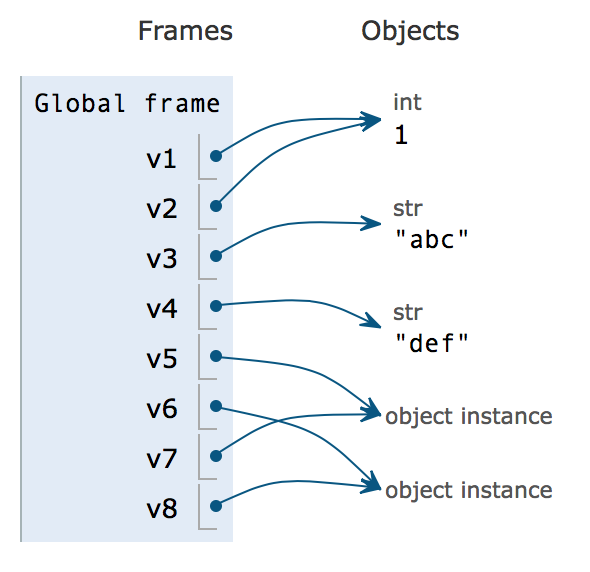 Frames Objects
Global frame
int
1
v1
v2
str
"abc"
v3
v4
str
"def"
v5
v6
object instance
v7
object instance
v8